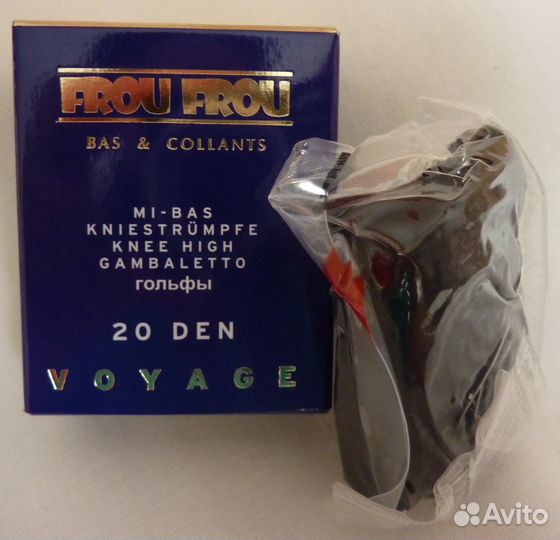 FROU FROU
BAS & COLLANTS
MI-BAS
KNIESTRÜMPFE
KNEE HIGH
GAMBALETTO
гольфы
20 DEN
VOYAGE
Avito